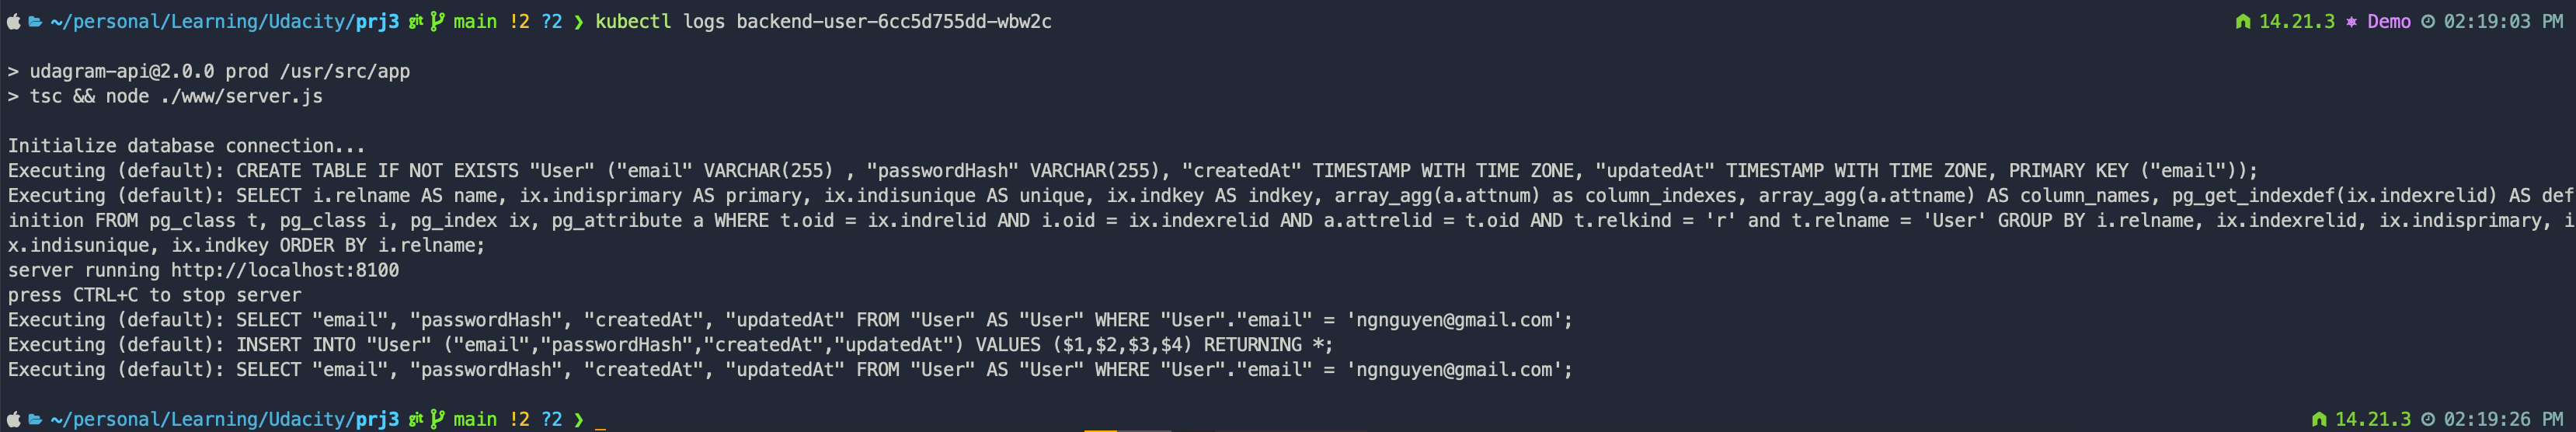 ~/personal/Learning/Udacity/prj3 git main !2 ?2 ❯ kubectl logs backend-user-6cc5d755dd-wbw2c 14.21.3 ⎈ Demo 02:19:03 PM
> udagram-api@2.0.0 prod /usr/src/app
> tsc && node ./www/server.js
Initialize database connection...
Executing (default): CREATE TABLE IF NOT EXISTS "User" ("email" VARCHAR(255) , "passwordHash" VARCHAR(255), "createdAt" TIMESTAMP WITH TIME ZONE, "updatedAt" TIMESTAMP WITH TIME ZONE, PRIMARY KEY ("email"));
Executing (default): SELECT i.relname AS name, ix.indisprimary AS primary, ix.indisunique AS unique, ix.indkey AS indkey, array_agg(a.attnum) as column_indexes, array_agg(a.attname) AS column_names, pg_get_indexdef(ix.indexrelid) AS def
inition FROM pg_class t, pg_class i, pg_index ix, pg_attribute a WHERE t.oid = ix.indrelid AND i.oid = ix.indexrelid AND a.attrelid = t.oid AND t.relkind = 'r' and t.relname = 'User' GROUP BY i.relname, ix.indexrelid, ix.indisprimary, i
x.indisunique, ix.indkey ORDER BY i.relname;
server running http://localhost:8100
press CTRL+C to stop server
Executing (default): SELECT "email", "passwordHash", "createdAt", "updatedAt" FROM "User" AS "User" WHERE "User"."email" = 'ngnguyen@gmail.com';
Executing (default): INSERT INTO "User" ("email","passwordHash","createdAt","updatedAt") VALUES ($1,$2,$3,$4) RETURNING *;
Executing (default): SELECT "email", "passwordHash", "createdAt", "updatedAt" FROM "User" AS "User" WHERE "User"."email" = 'ngnguyen@gmail.com';
~/personal/Learning/Udacity/prj3 git main !2 ?2 ❯ _ 14.21.3 02:19:26 PM